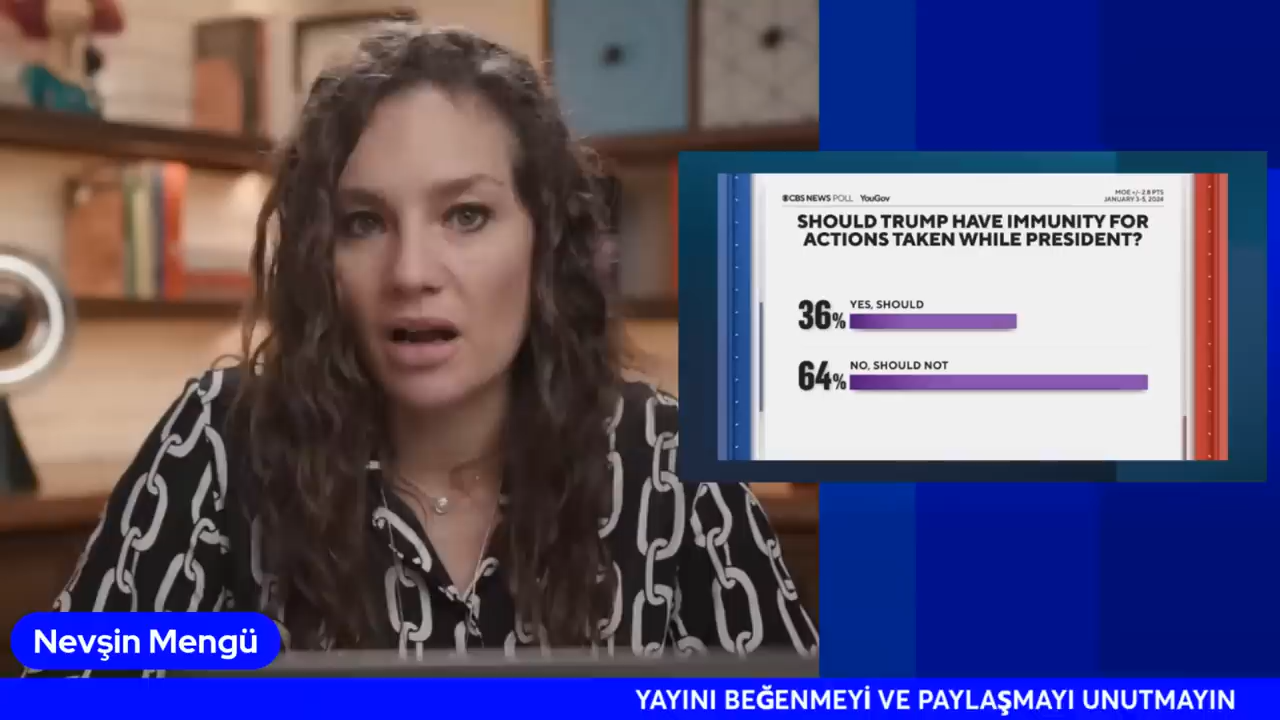 CBS NEWS POLL YouGov
MOE +/- 2.8 PTS
JANUARY 3-5, 2024
SHOULD TRUMP HAVE IMMUNITY FOR
ACTIONS TAKEN WHILE PRESIDENT?
36% YES, SHOULD
64% NO, SHOULD NOT
Nevşin Mengü
YAYINI BEĞENMEYİ VE PAYLAŞMAYI UNUTMAYIN